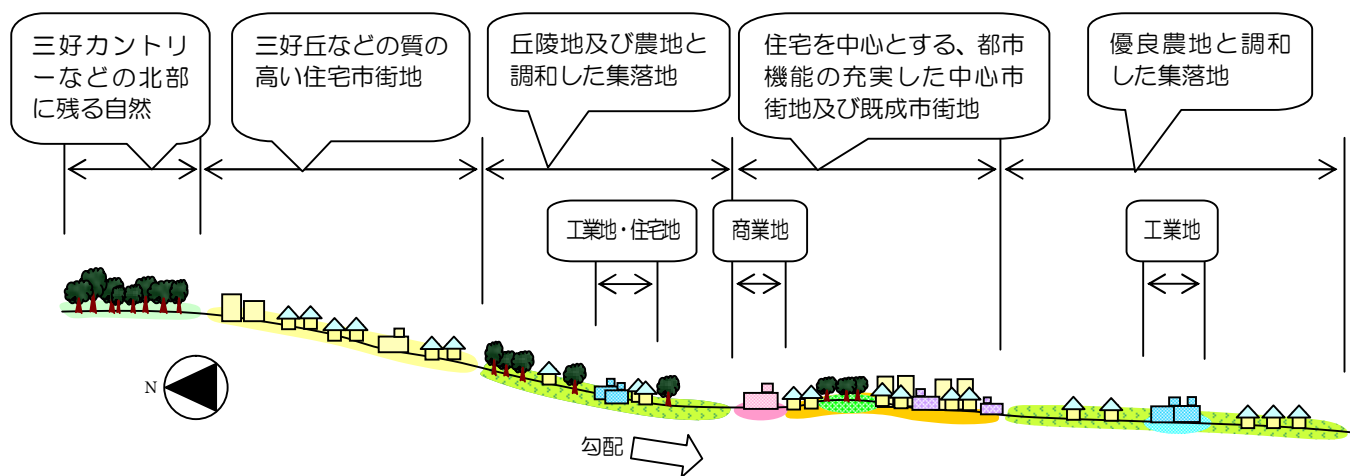 三好カントリ
ーなどの北部
に残る自然
三好丘などの質の
高い住宅市街地
丘陵地及び農地と
調和した集落地
住宅を中心とする、都市
機能の充実した中心市
街地及び既成市街地
優良農地と調和
した集落地
工業地・住宅地
商業地
工業地
N
勾配